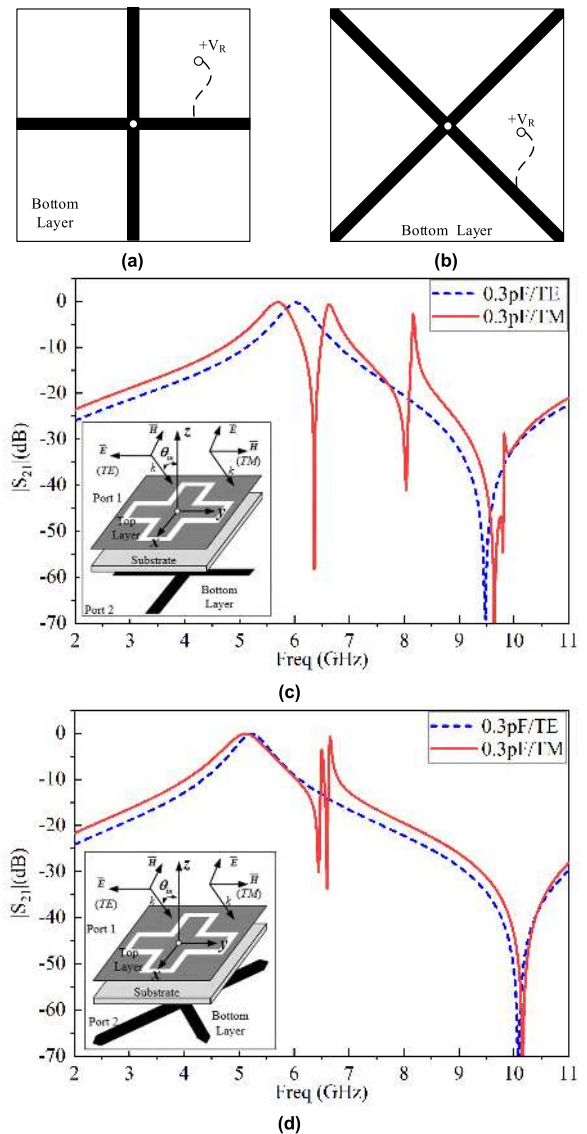 +V_R
Bottom
Layer
(a)
+V_R
Bottom Layer
(b)
|S_21|(dB)
0
-10
-20
-30
-40
-50
-60
-70
0.3pF/TE
0.3pF/TM
H̄
Ē
(TE)
θ_in
k
z
Ē
H̄
(TM)
k
Port 1
Top
Layer
x
y
Substrate
Bottom
Layer
Port 2
2 3 4 5 6 7 8 9 10 11
Freq (GHz)
(c)
|S_21|(dB)
0
-10
-20
-30
-40
-50
-60
-70
0.3pF/TE
0.3pF/TM
H̄
Ē
(TE)
θ_in
k
z
Ē
H̄
(TM)
k
Port 1
Top
Layer
x
y
Substrate
Port 2
Bottom
Layer
2 3 4 5 6 7 8 9 10 11
Freq (GHz)
(d)